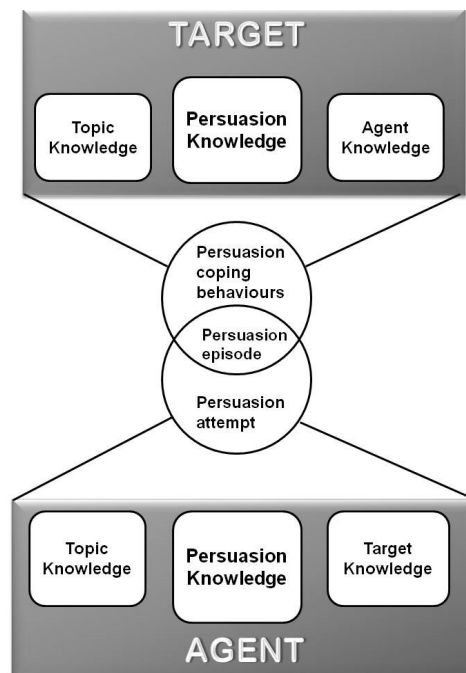 TARGET
Topic
Knowledge
Persuasion
Knowledge
Agent
Knowledge
Persuasion
coping
behaviours
Persuasion
episode
Persuasion
attempt
Topic
Knowledge
Persuasion
Knowledge
Target
Knowledge
AGENT